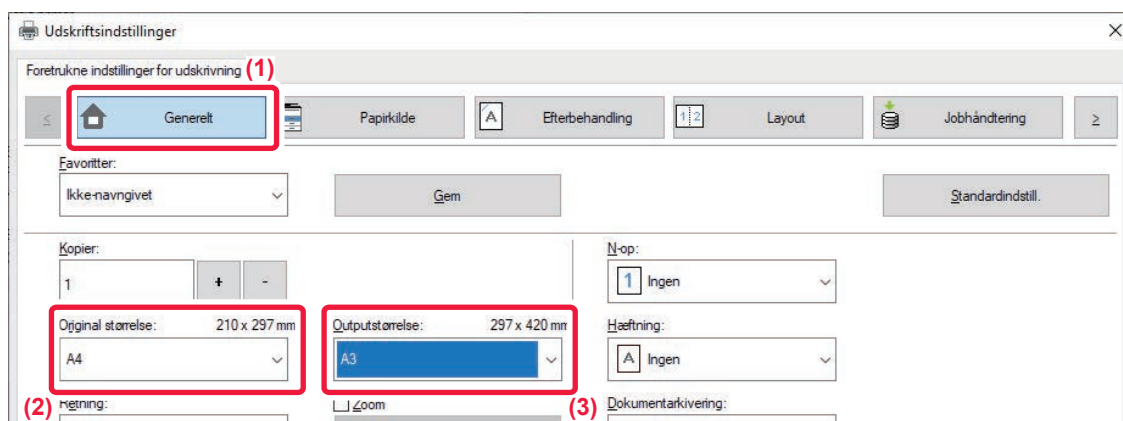 Udskriftsindstillinger
Foretrukne indstillinger for udskrivning (1)
< Generelt Papirkilde A Efterbehandling 1 2 Layout Jobhåndtering >
Favoritter:
Ikke-navngivet Gem Standardindstill.
Kopier: N-op:
1 + - 1 Ingen
Original størrelse: 210 x 297 mm Outputstørrelse: 297 x 420 mm Hæftning:
A4 A3 A Ingen
(2) Retning: Zoom (3) Dokumentarkivering: